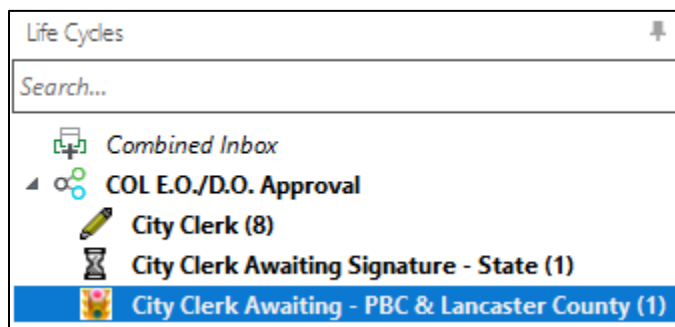 Life Cycles
Search...
Combined Inbox
COL E.O./D.O. Approval
City Clerk (8)
City Clerk Awaiting Signature - State (1)
City Clerk Awaiting - PBC & Lancaster County (1)